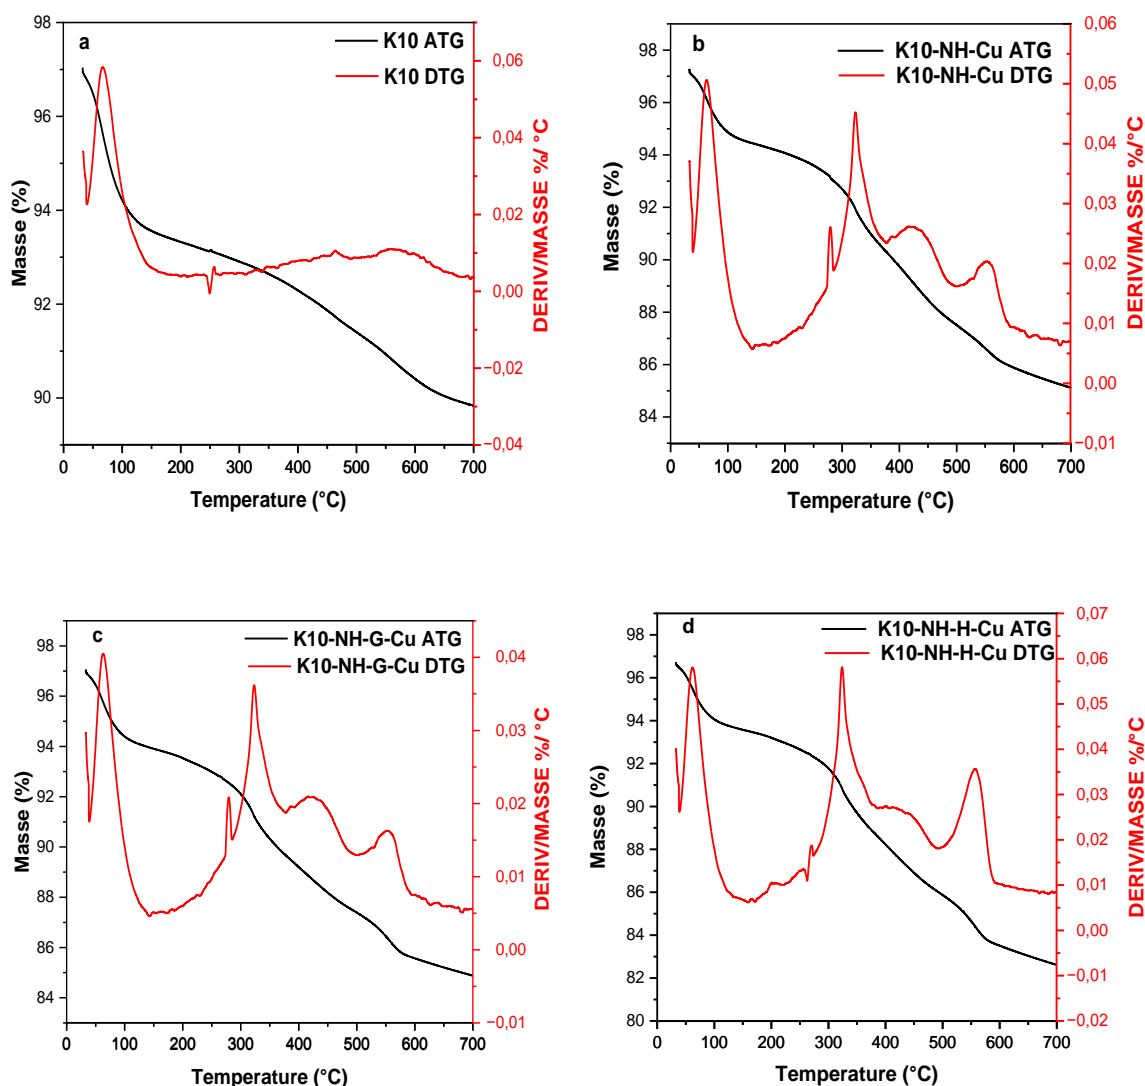 a
K10 ATG
K10 DTG
98
96
94
92
90
0,06
0,04
0,02
0,00
−0,02
−0,04
0 100 200 300 400 500 600 700
Masse (%)
DERIV/MASSE %/ °C
Temperature (°C)
b
K10-NH-Cu ATG
K10-NH-Cu DTG
98
96
94
92
90
88
86
84
0,06
0,05
0,04
0,03
0,02
0,01
0,00
−0,01
0 100 200 300 400 500 600 700
Masse (%)
DERIV/MASSE %/°C
Temperature (°C)
c
K10-NH-G-Cu ATG
K10-NH-G-Cu DTG
98
96
94
92
90
88
86
84
0,04
0,03
0,02
0,01
0,00
−0,01
0 100 200 300 400 500 600 700
Masse (%)
DERIV/MASSE %/°C
Temperature (°C)
d
K10-NH-H-Cu ATG
K10-NH-H-Cu DTG
98
96
94
92
90
88
86
84
82
80
0,07
0,06
0,05
0,04
0,03
0,02
0,01
0,00
−0,01
−0,02
0 100 200 300 400 500 600 700
Masse (%)
DERIV/MASSE %/°C
Temperature (°C)